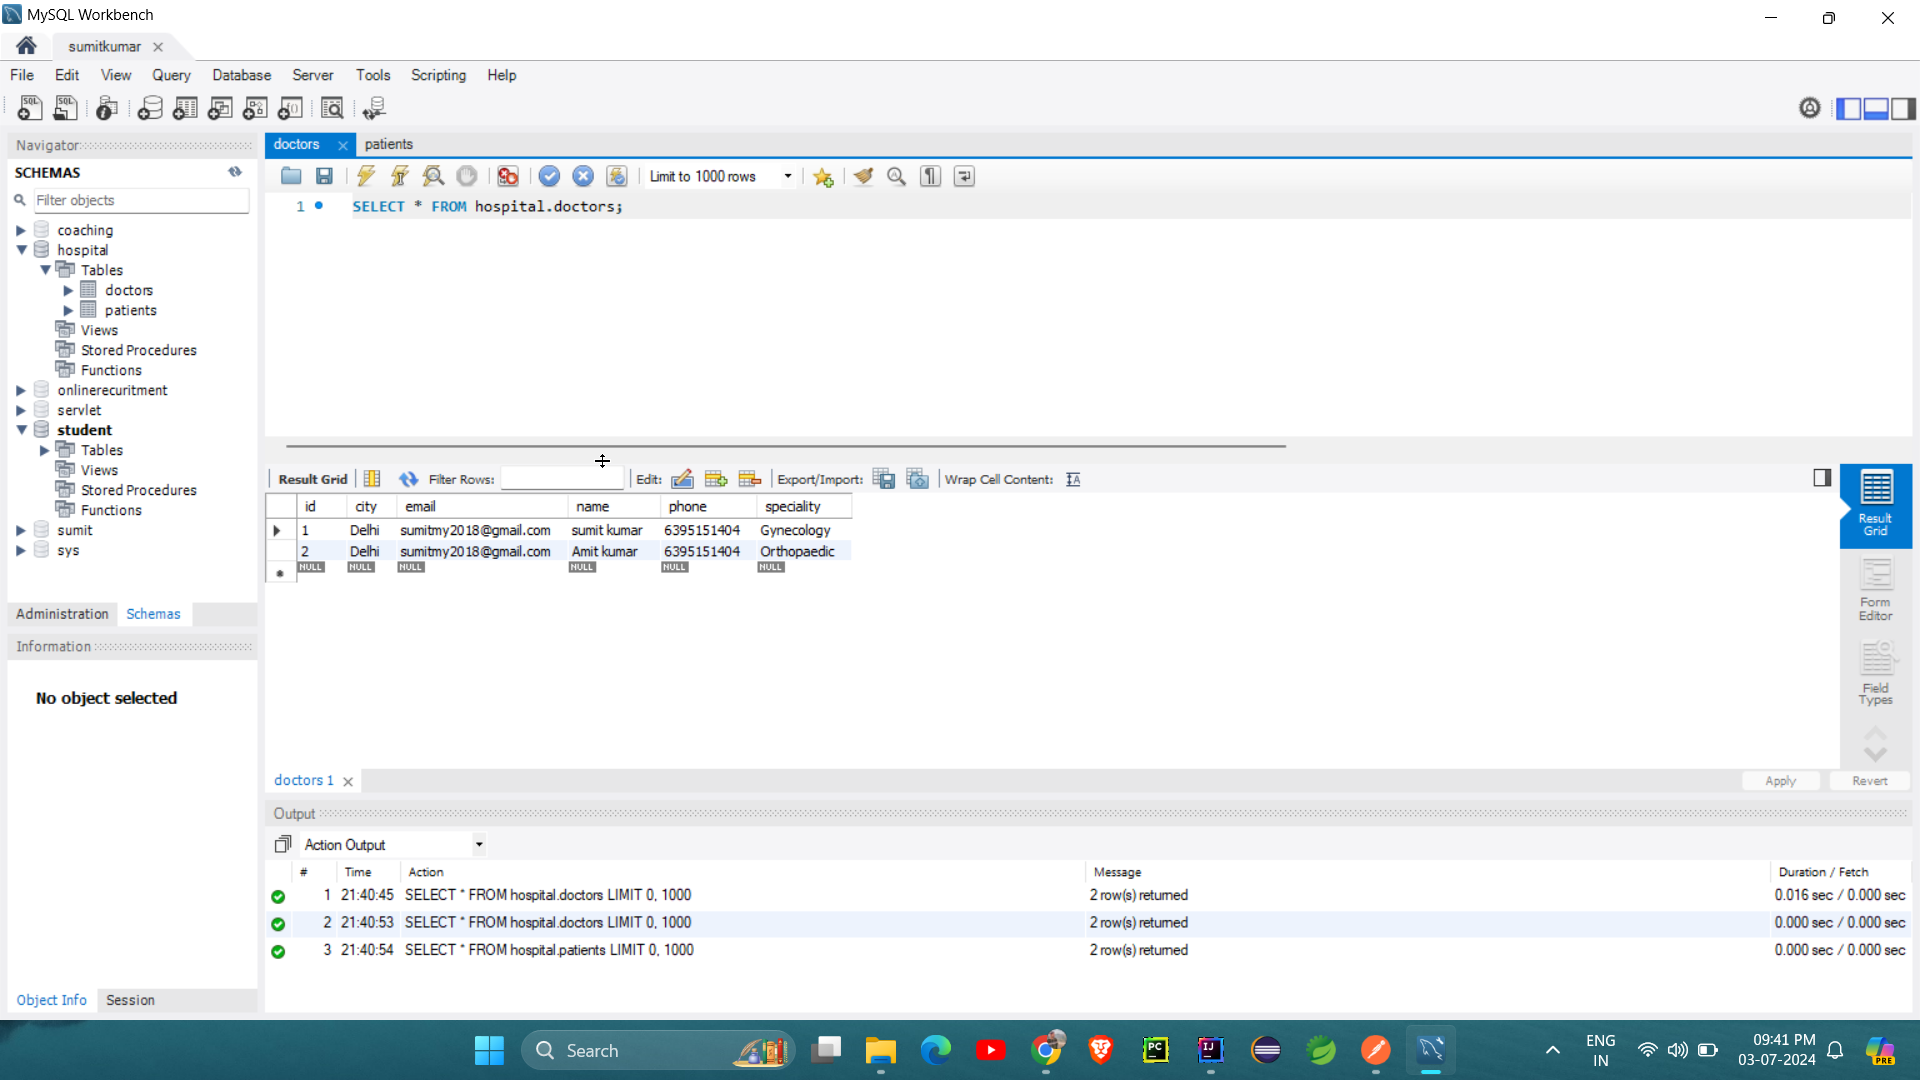 MySQL Workbench
sumitkumar
File Edit View Query Database Server Tools Scripting Help
Navigator
SCHEMAS
Filter objects
coaching
hospital
Tables
doctors
patients
Views
Stored Procedures
Functions
onlinerecuritment
servlet
student
Tables
Views
Stored Procedures
Functions
sumit
sys
Administration Schemas
Information
No object selected
Object Info Session
doctors patients
Limit to 1000 rows
1 SELECT * FROM hospital.doctors;
Result Grid Filter Rows: Edit: Export/Import: Wrap Cell Content:
id city email name phone speciality
1 Delhi sumitmy2018@gmail.com sumit kumar 6395151404 Gynecology
2 Delhi sumitmy2018@gmail.com Amit kumar 6395151404 Orthopaedic
NULL NULL NULL NULL NULL NULL
Result
Grid
Form
Editor
Field
Types
doctors 1 Apply Revert
Output
Action Output
# Time Action Message Duration / Fetch
1 21:40:45 SELECT * FROM hospital.doctors LIMIT 0, 1000 2 row(s) returned 0.016 sec / 0.000 sec
2 21:40:53 SELECT * FROM hospital.doctors LIMIT 0, 1000 2 row(s) returned 0.000 sec / 0.000 sec
3 21:40:54 SELECT * FROM hospital.patients LIMIT 0, 1000 2 row(s) returned 0.000 sec / 0.000 sec
Search
PC
IJ
ENG
IN
09:41 PM
03-07-2024
PRE